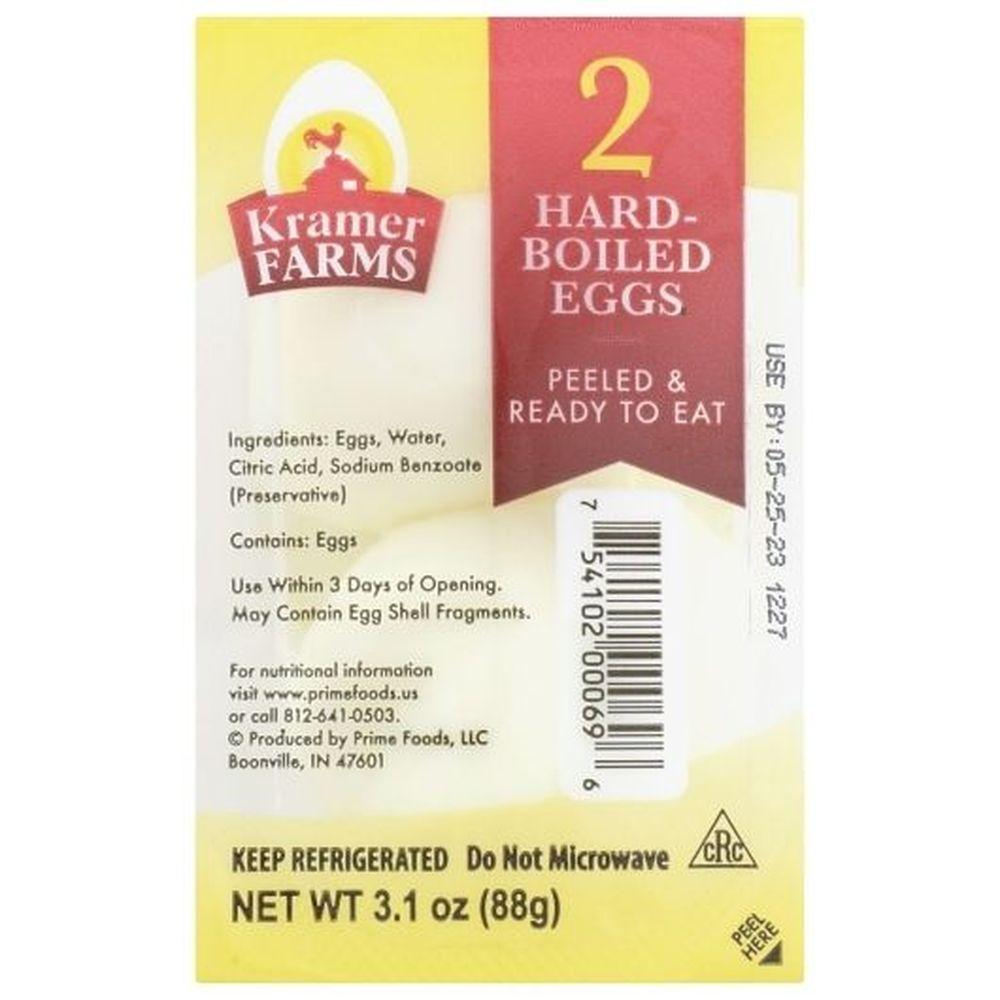 Kramer
FARMS
2
HARD-
BOILED
EGGS
PEELED &
READY TO EAT
USE BY:05-25-23 1227
Ingredients: Eggs, Water,
Citric Acid, Sodium Benzoate
(Preservative)
Contains: Eggs
Use Within 3 Days of Opening.
May Contain Egg Shell Fragments.
For nutritional information
visit www.primefoods.us
or call 812-641-0503.
© Produced by Prime Foods, LLC
Boonville, IN 47601
7 54102 00069 6
KEEP REFRIGERATED Do Not Microwave
cRc
NET WT 3.1 oz (88g)
PEEL
HERE